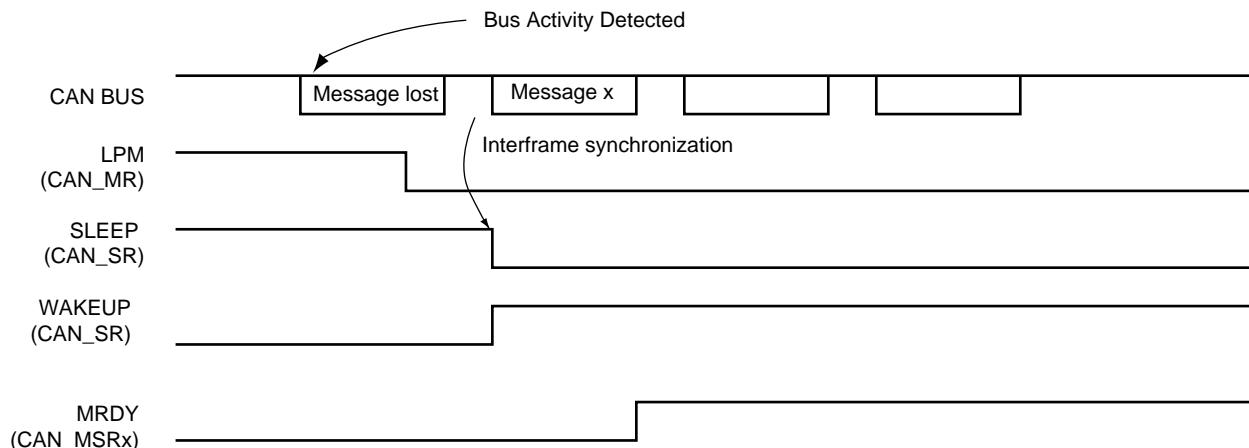 Bus Activity Detected
CAN BUS
Message lost
Message x
Interframe synchronization
LPM
(CAN_MR)
SLEEP
(CAN_SR)
WAKEUP
(CAN_SR)
MRDY
(CAN_MSRx)